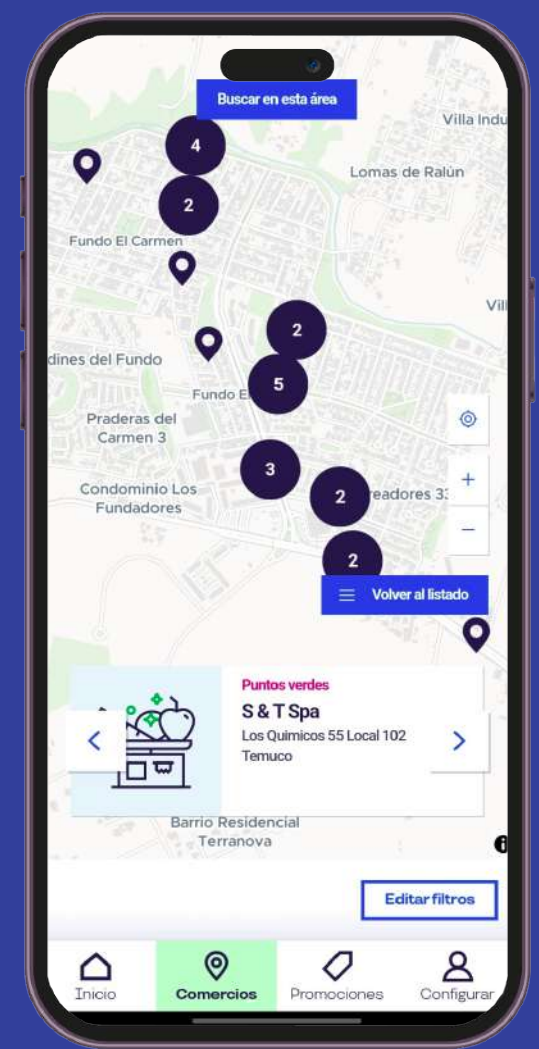 Buscar en esta área
Villa Indu
4
Lomas de Ralún
2
Fundo El Carmen
2
Vill
dines del Fundo
5
Fundo E
Praderas del
Carmen 3
3
Condominio Los
Fundadores
2
readores 33
2
Volver al listado
Puntos verdes
S & T Spa
Los Quimicos 55 Local 102
Temuco
Barrio Residencial
Terranova
Editar filtros
Inicio
Comercios
Promociones
Configurar